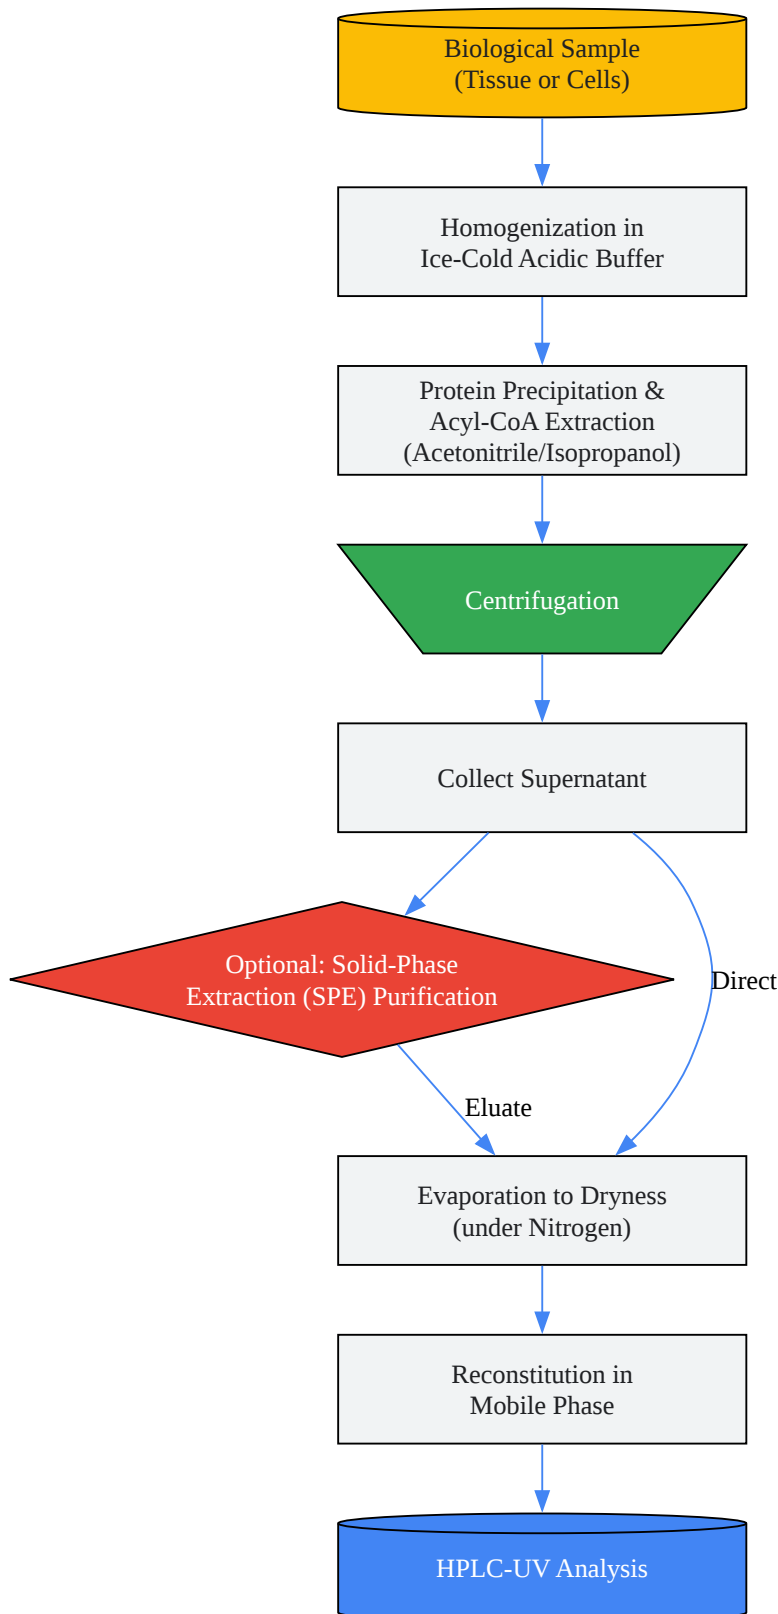 Biological Sample
(Tissue or Cells)
Homogenization in
Ice-Cold Acidic Buffer
Protein Precipitation &
Acyl-CoA Extraction
(Acetonitrile/Isopropanol)
Centrifugation
Collect Supernatant
Optional: Solid-Phase
Extraction (SPE) Purification
Direct
Eluate
Evaporation to Dryness
(under Nitrogen)
Reconstitution in
Mobile Phase
HPLC-UV Analysis